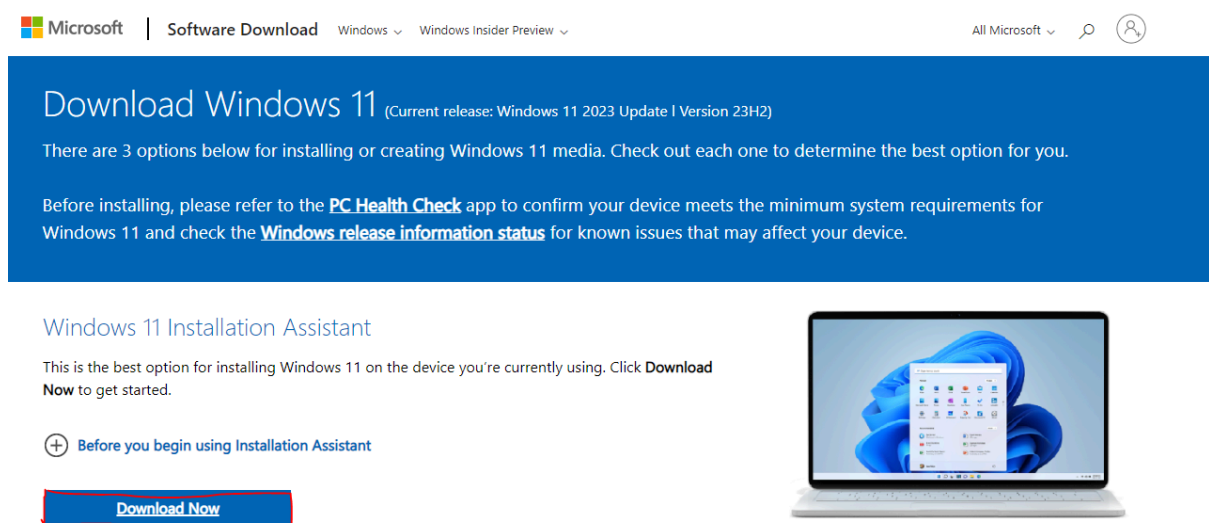 Microsoft | Software Download Windows Windows Insider Preview All Microsoft
Download Windows 11 (Current release: Windows 11 2023 Update l Version 23H2)
There are 3 options below for installing or creating Windows 11 media. Check out each one to determine the best option for you.
Before installing, please refer to the PC Health Check app to confirm your device meets the minimum system requirements for
Windows 11 and check the Windows release information status for known issues that may affect your device.
Windows 11 Installation Assistant
This is the best option for installing Windows 11 on the device you're currently using. Click Download
Now to get started.
Before you begin using Installation Assistant
Download Now